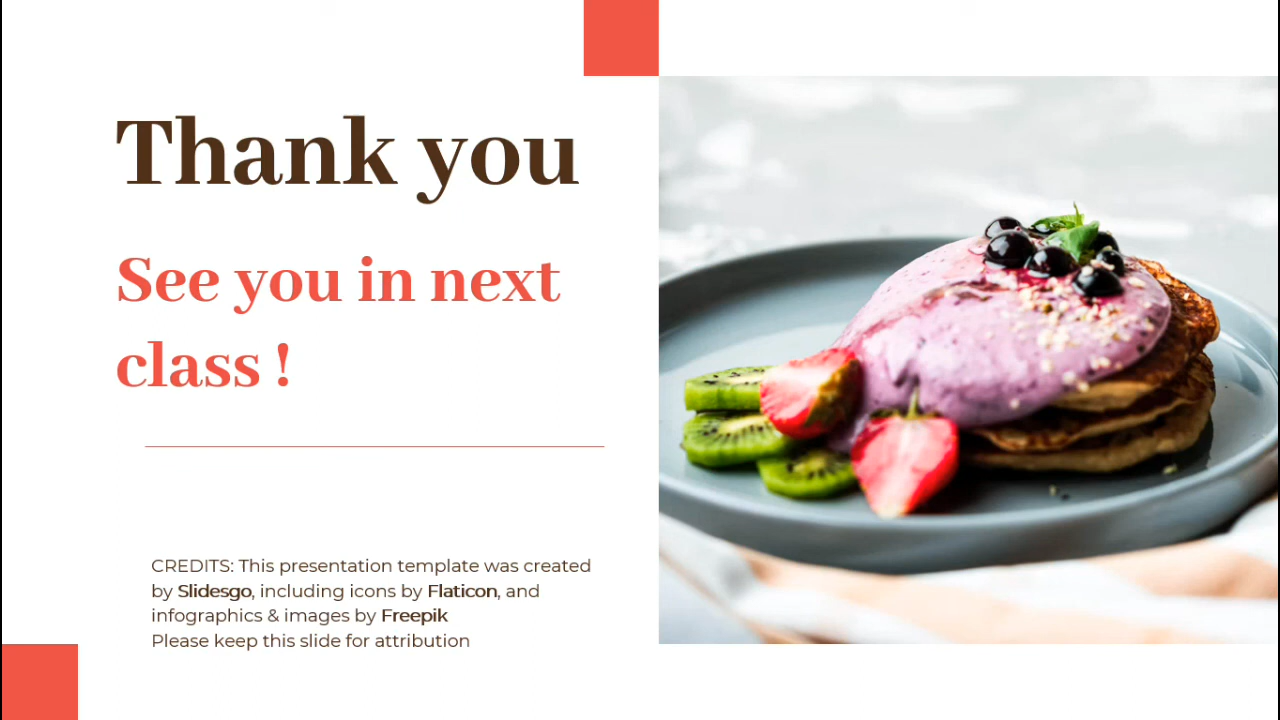 Thank you
See you in next
class !
CREDITS: This presentation template was created
by Slidesgo, including icons by Flaticon, and
infographics & images by Freepik
Please keep this slide for attribution